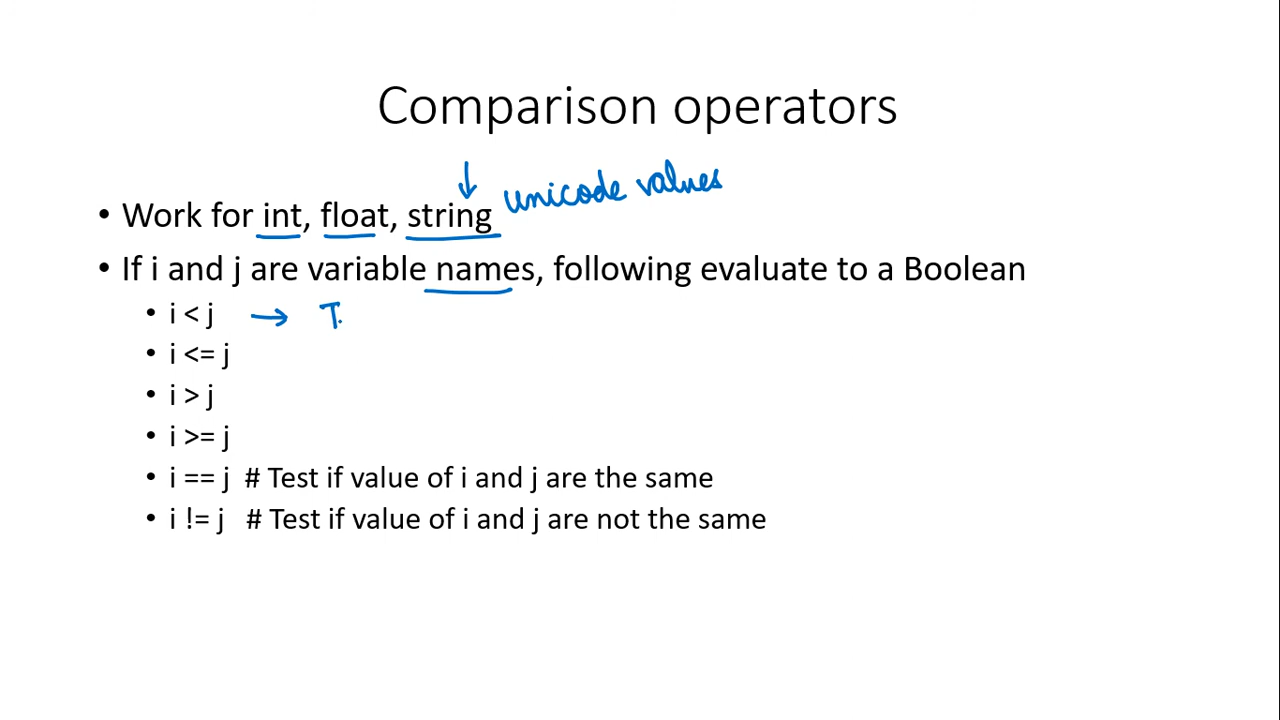 Comparison operators
unicode values
• Work for int, float, string
• If i and j are variable names, following evaluate to a Boolean
• i < j → T.
• i <= j
• i > j
• i >= j
• i == j # Test if value of i and j are the same
• i != j # Test if value of i and j are not the same